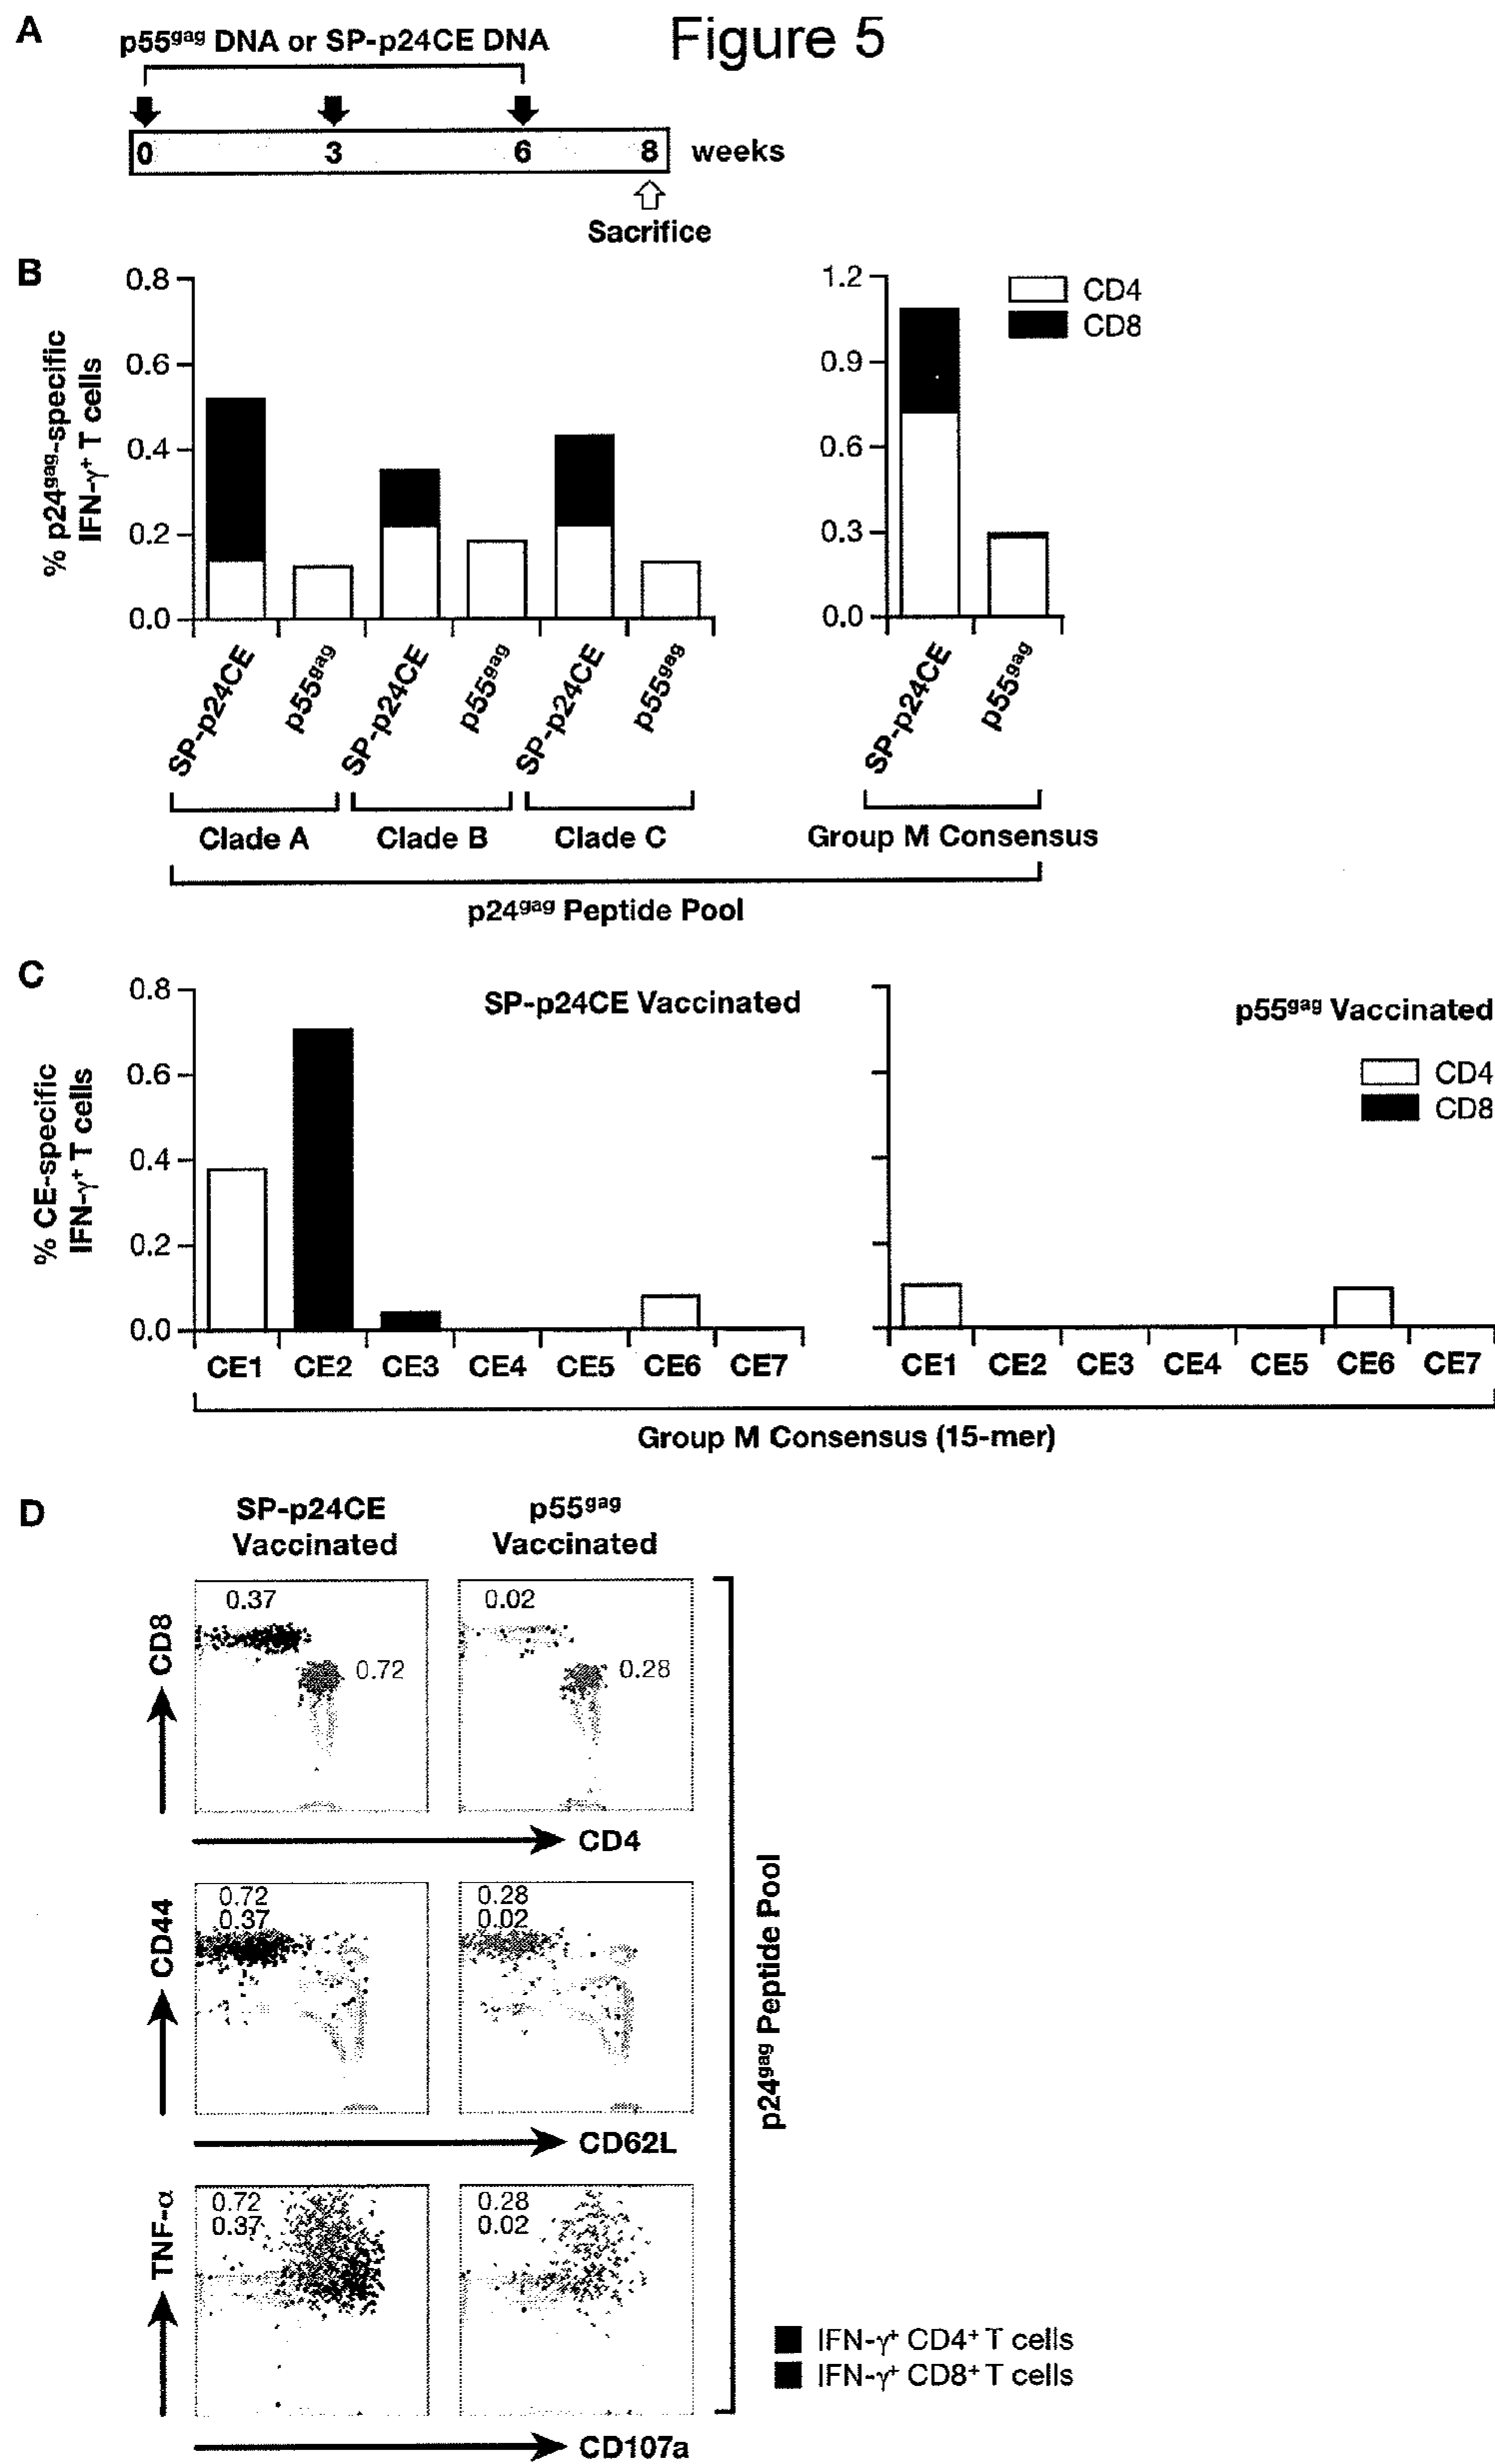 A
p55gag DNA or SP-p24CE DNA
Figure 5
0 3 6 8 weeks
Sacrifice
B
% p24gag-specific
IFN-γ+ T cells
0.8
0.6
0.4
0.2
0.0
1.2
0.9
0.6
0.3
0.0
CD4
CD8
SP-p24CE p55gag SP-p24CE p55gag SP-p24CE p55gag SP-p24CE p55gag
Clade A Clade B Clade C Group M Consensus
p24gag Peptide Pool
C
% CE-specific
IFN-γ+ T cells
0.8
0.6
0.4
0.2
0.0
SP-p24CE Vaccinated
p55gag Vaccinated
CD4
CD8
CE1 CE2 CE3 CE4 CE5 CE6 CE7 CE1 CE2 CE3 CE4 CE5 CE6 CE7
Group M Consensus (15-mer)
D
SP-p24CE
Vaccinated
p55gag
Vaccinated
CD8
0.37
0.72
0.02
0.28
CD4
CD44
0.72
0.37
0.28
0.02
CD62L
TNF-α
0.72
0.37
0.28
0.02
CD107a
p24gag Peptide Pool
IFN-γ+ CD4+ T cells
IFN-γ+ CD8+ T cells